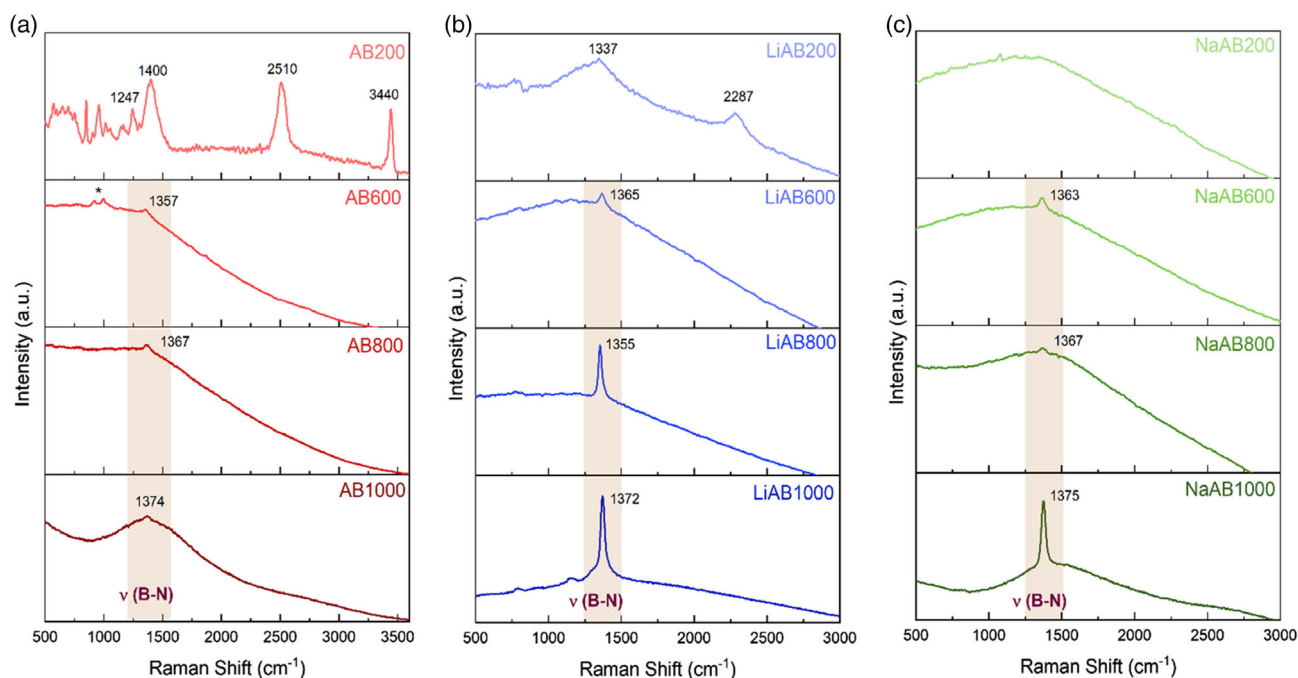 (a)
Intensity (a.u.)
AB200
1247
1400
2510
3440
AB600
*
1357
AB800
1367
AB1000
1374
ν (B-N)
500 1000 1500 2000 2500 3000 3500
Raman Shift (cm⁻¹)
(b)
Intensity (a.u.)
LiAB200
1337
2287
LiAB600
1365
LiAB800
1355
LiAB1000
1372
ν (B-N)
500 1000 1500 2000 2500 3000
Raman Shift (cm⁻¹)
(c)
Intensity (a.u.)
NaAB200
NaAB600
1363
NaAB800
1367
NaAB1000
1375
ν (B-N)
500 1000 1500 2000 2500 3000
Raman Shift (cm⁻¹)